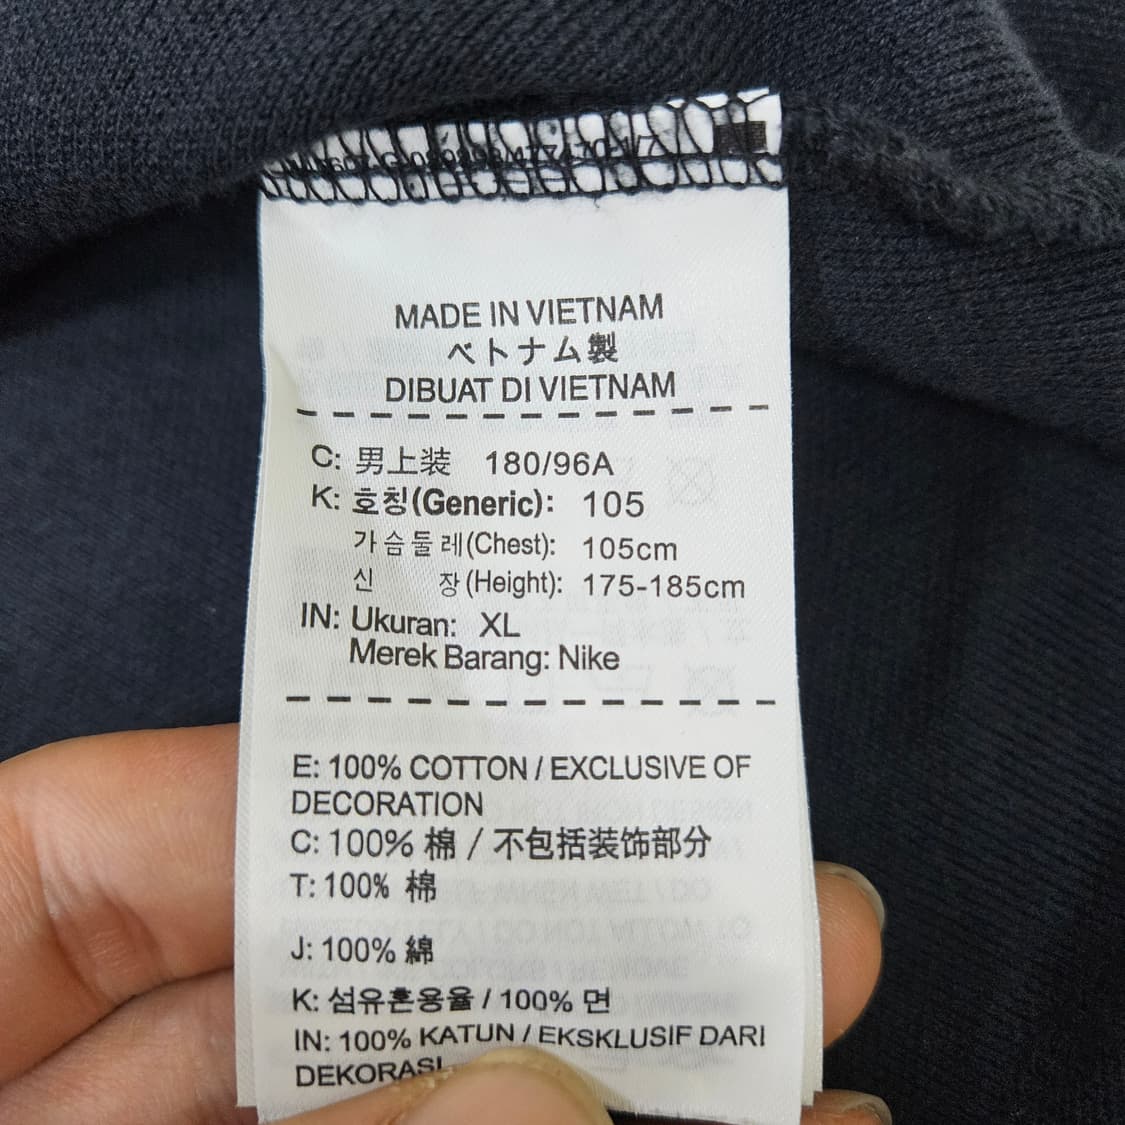 MADE IN VIETNAM
ベトナム製
DIBUAT DI VIETNAM
C: 男上装 180/96A
K: 호칭(Generic): 105
가슴둘레(Chest): 105cm
신 장(Height): 175-185cm
IN: Ukuran: XL
Merek Barang: Nike
E: 100% COTTON / EXCLUSIVE OF
DECORATION
C: 100% 棉 / 不包括装饰部分
T: 100% 棉
J: 100% 綿
K: 섬유혼용율 / 100% 면
IN: 100% KATUN / EKSKLUSIF DARI
DEKORASI